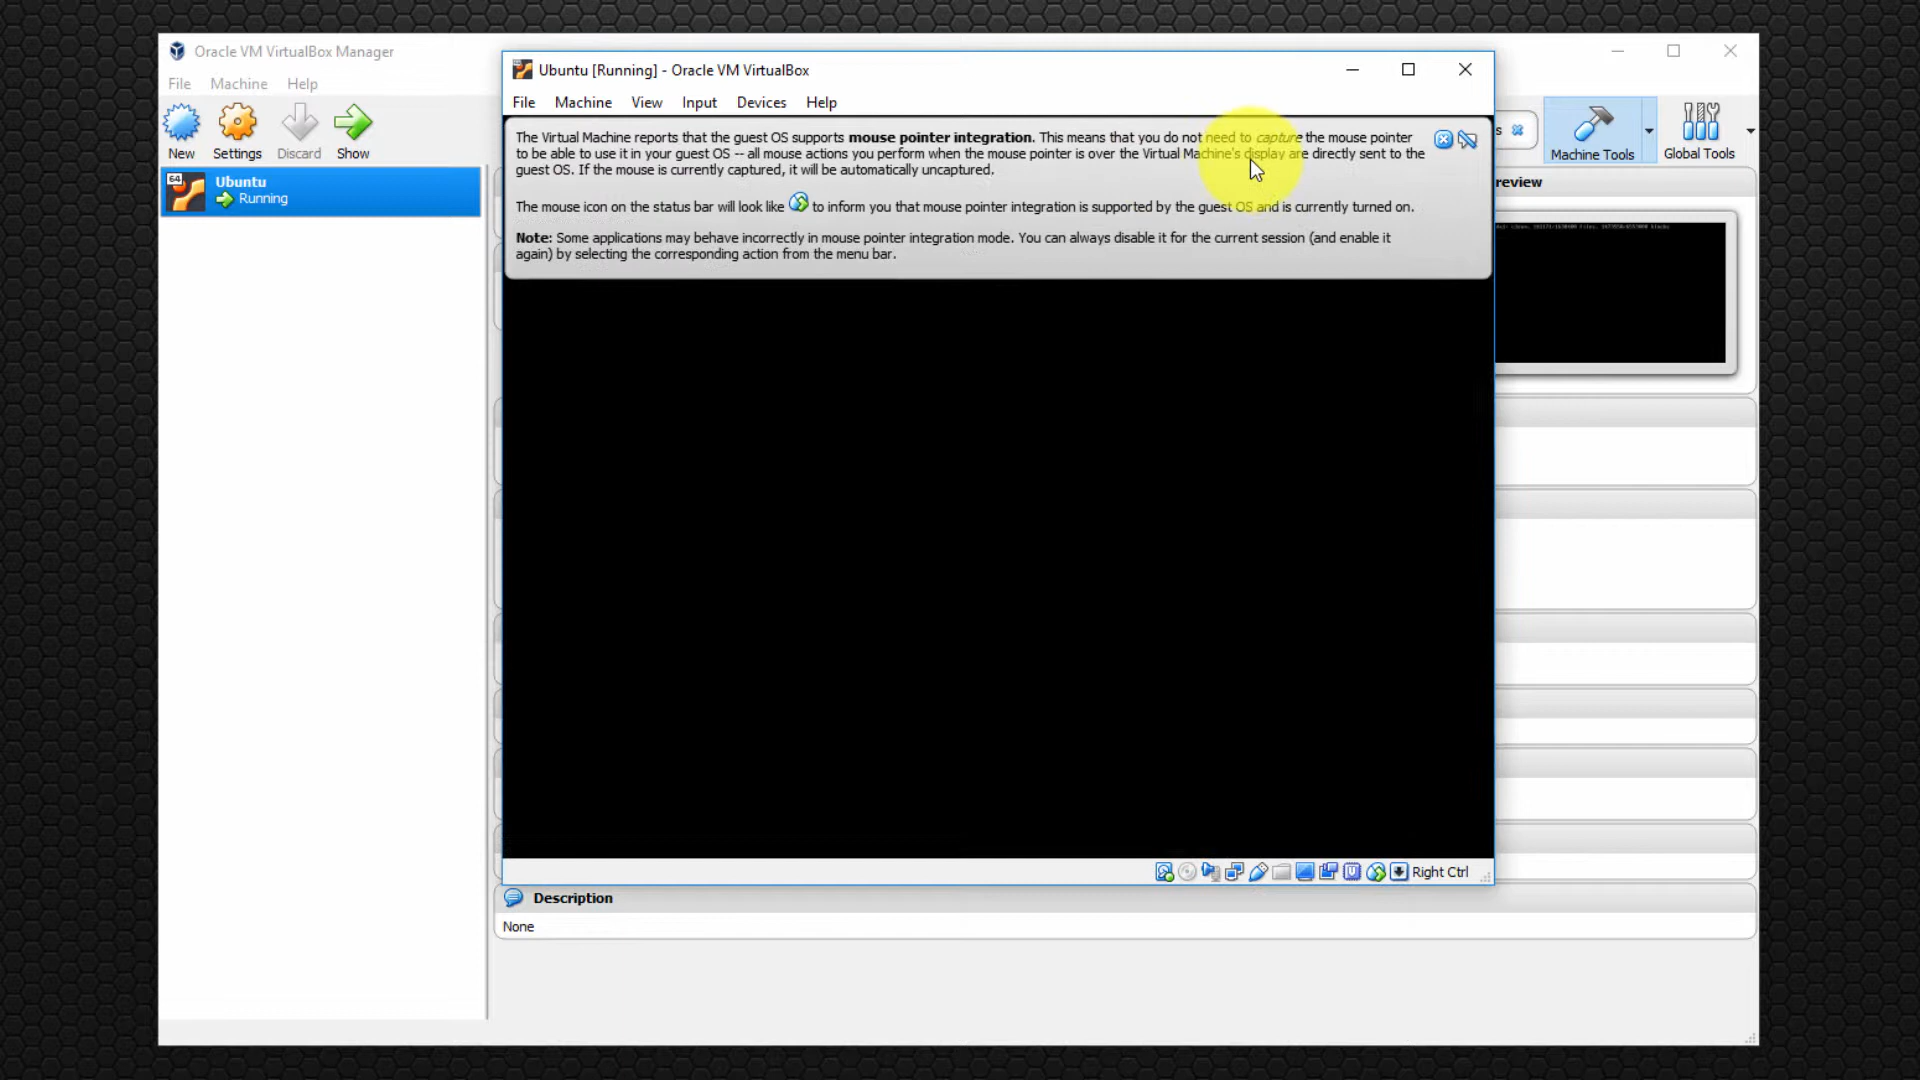 Oracle VM VirtualBox Manager
File Machine Help
New Settings Discard Show
64
Ubuntu
Running
Ubuntu [Running] - Oracle VM VirtualBox
File Machine View Input Devices Help
The Virtual Machine reports that the guest OS supports mouse pointer integration. This means that you do not need to capture the mouse pointer
to be able to use it in your guest OS -- all mouse actions you perform when the mouse pointer is over the Virtual Machine's display are directly sent to the
guest OS. If the mouse is currently captured, it will be automatically uncaptured.
The mouse icon on the status bar will look like to inform you that mouse pointer integration is supported by the guest OS and is currently turned on.
Note: Some applications may behave incorrectly in mouse pointer integration mode. You can always disable it for the current session (and enable it
again) by selecting the corresponding action from the menu bar.
s
Machine Tools
Global Tools
review
Right Ctrl
Description
None